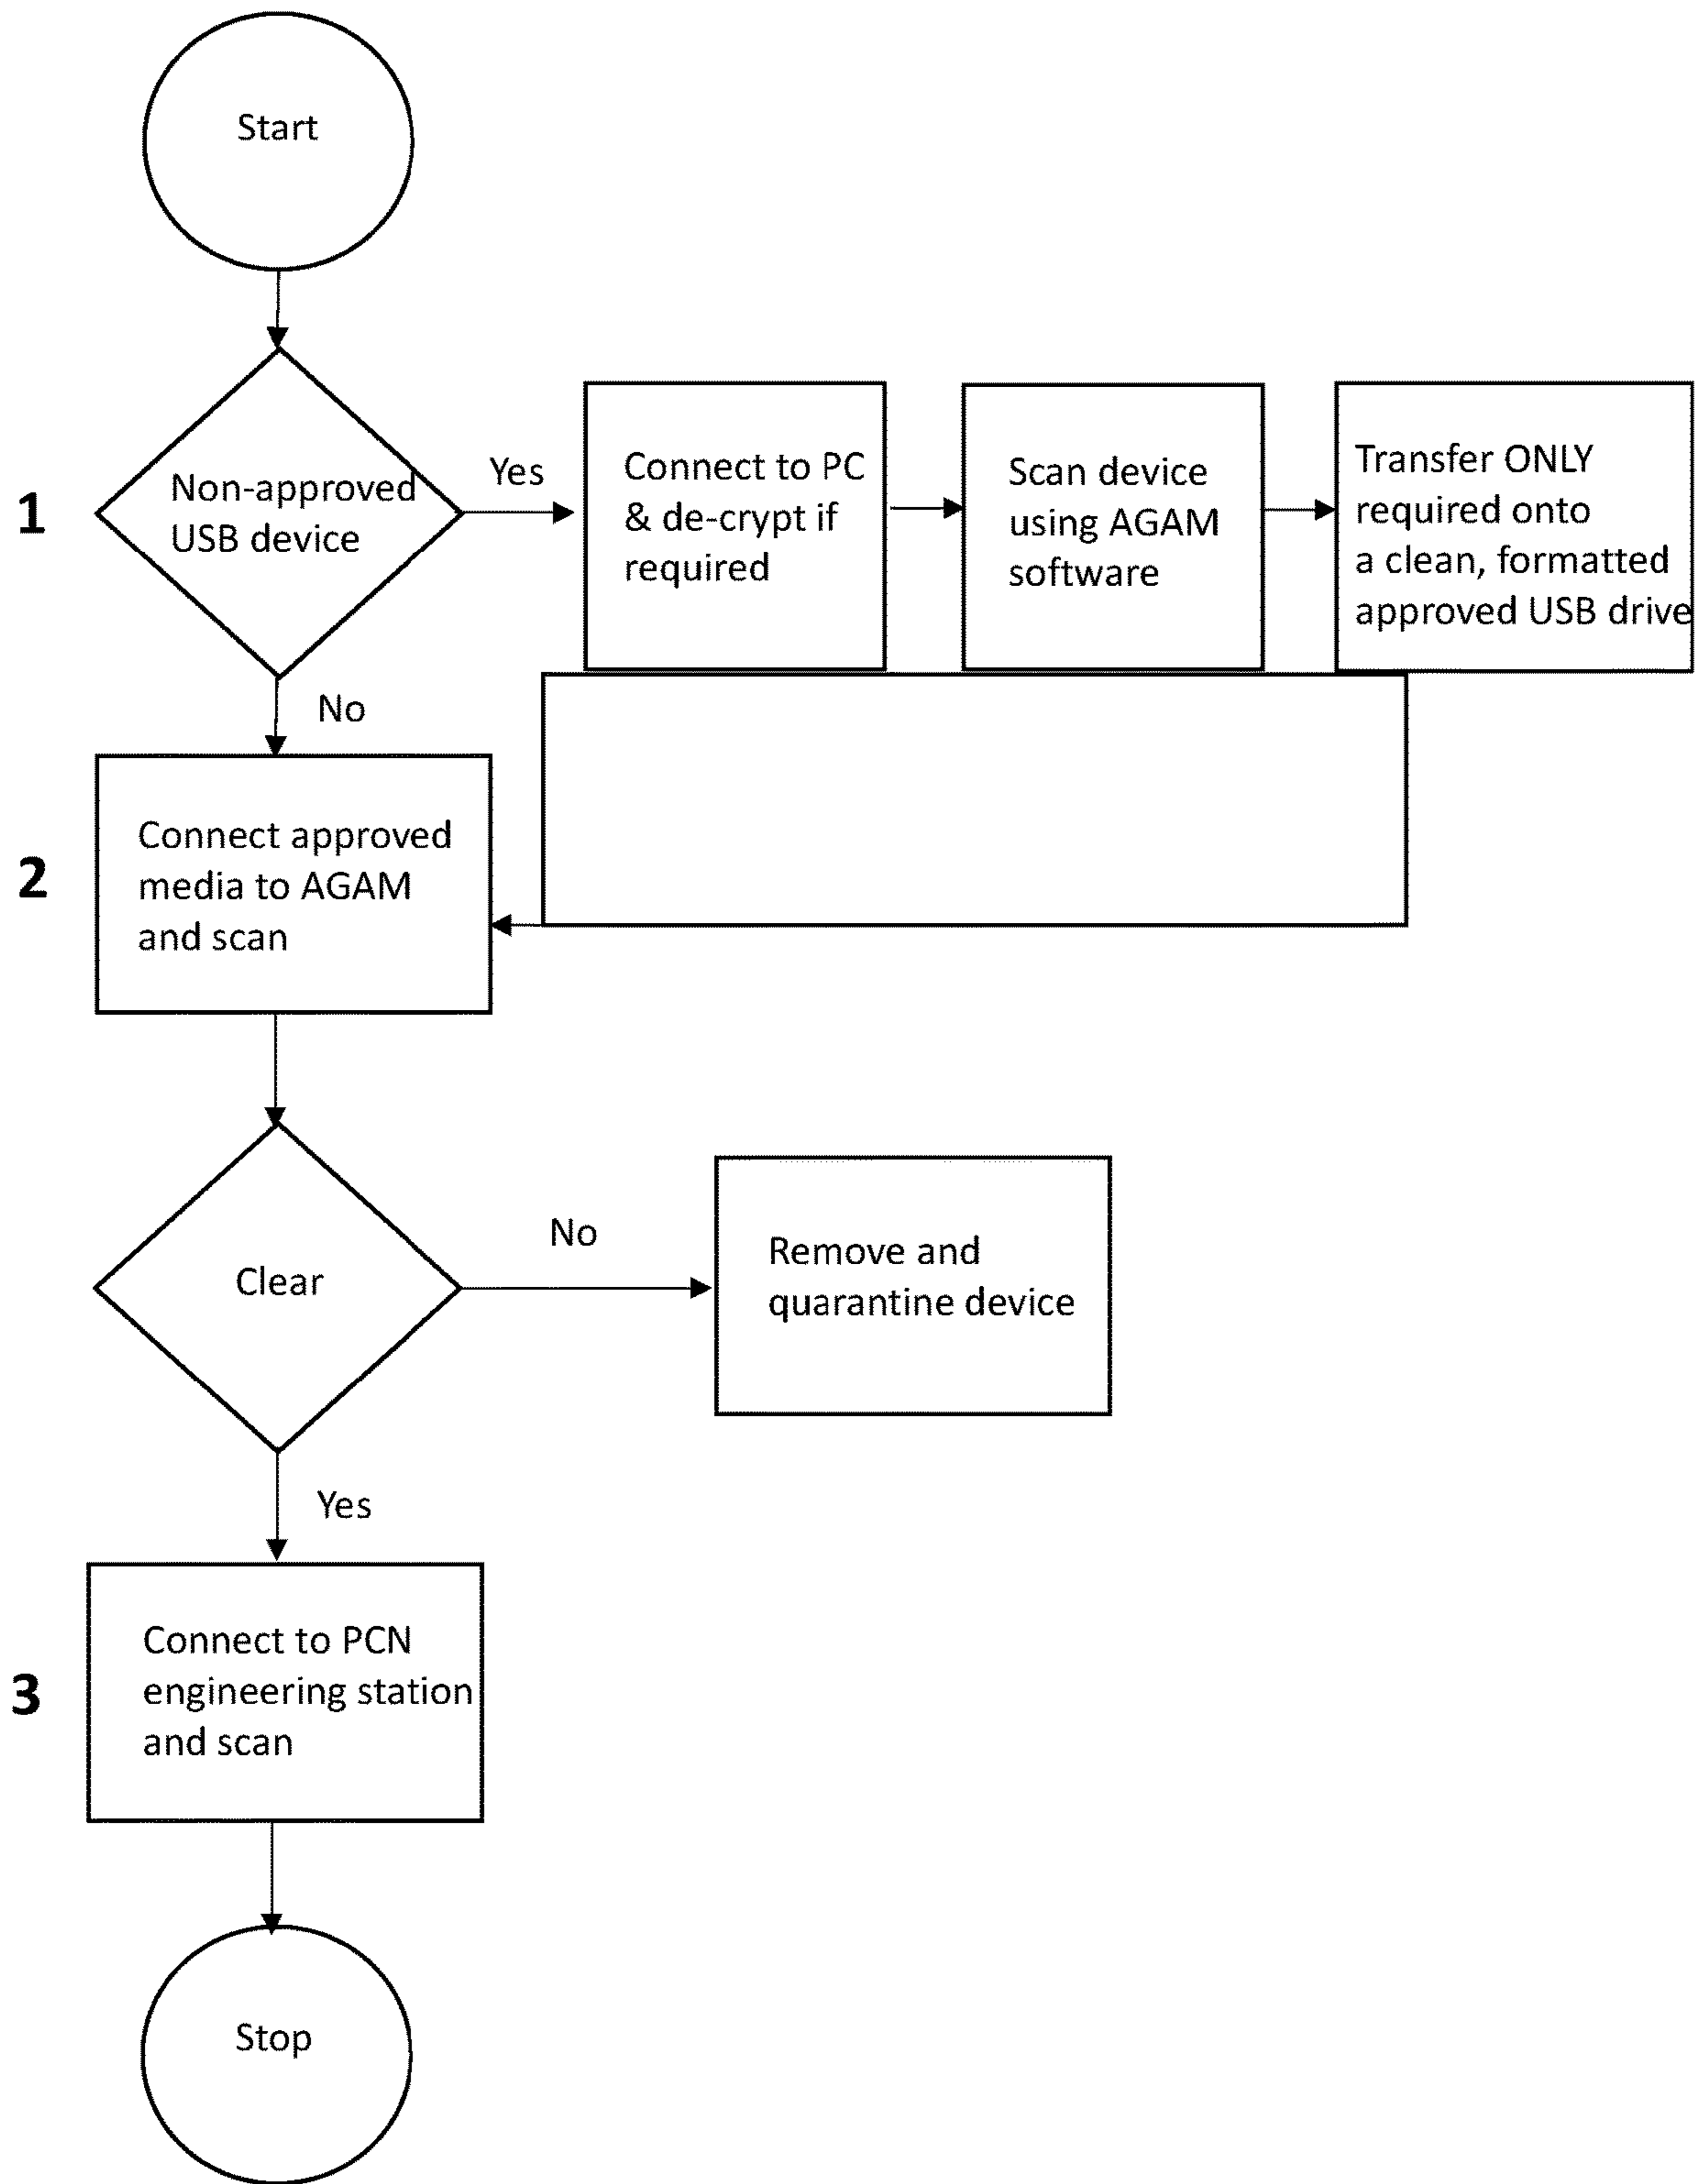 Start
1
Non-approved
USB device
Yes
Connect to PC
& de-crypt if
required
Scan device
using AGAM
software
Transfer ONLY
required onto
a clean, formatted
approved USB drive
No
2
Connect approved
media to AGAM
and scan
Clear
No
Remove and
quarantine device
Yes
3
Connect to PCN
engineering station
and scan
Stop